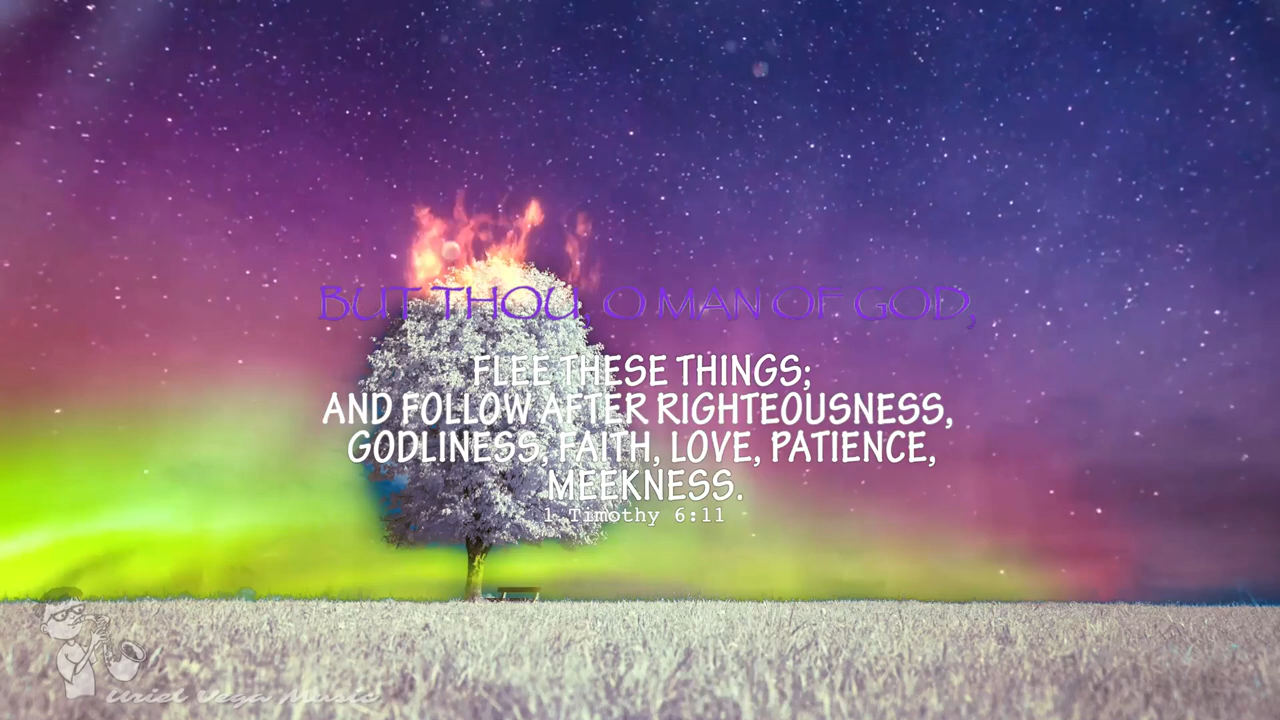 BUT THOU, O MAN OF GOD,
FLEE THESE THINGS;
AND FOLLOW AFTER RIGHTEOUSNESS,
GODLINESS, FAITH, LOVE, PATIENCE,
MEEKNESS.
1 Timothy 6:11
Uriel Vega Music